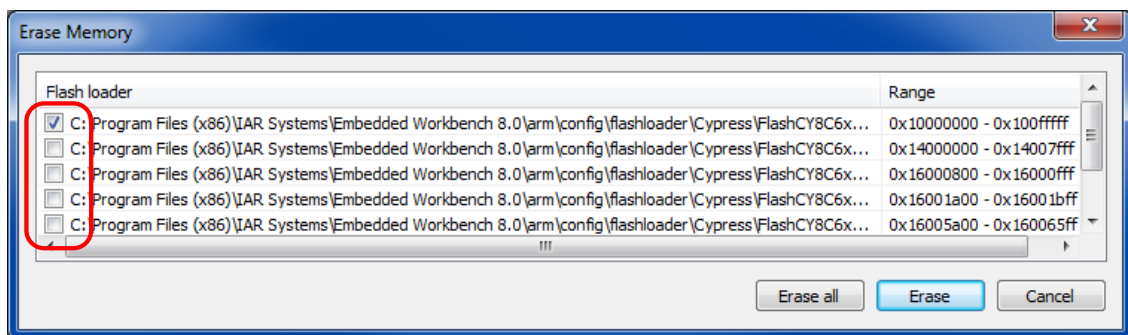 Erase Memory
Flash loader Range
C:\Program Files (x86)\IAR Systems\Embedded Workbench 8.0\arm\config\flashloader\Cypress\FlashCY8C6x... 0x10000000 - 0x100fffff
C:\Program Files (x86)\IAR Systems\Embedded Workbench 8.0\arm\config\flashloader\Cypress\FlashCY8C6x... 0x14000000 - 0x14007fff
C:\Program Files (x86)\IAR Systems\Embedded Workbench 8.0\arm\config\flashloader\Cypress\FlashCY8C6x... 0x16000800 - 0x16000fff
C:\Program Files (x86)\IAR Systems\Embedded Workbench 8.0\arm\config\flashloader\Cypress\FlashCY8C6x... 0x16001a00 - 0x16001bff
C:\Program Files (x86)\IAR Systems\Embedded Workbench 8.0\arm\config\flashloader\Cypress\FlashCY8C6x... 0x16005a00 - 0x160065ff
Erase all Erase Cancel